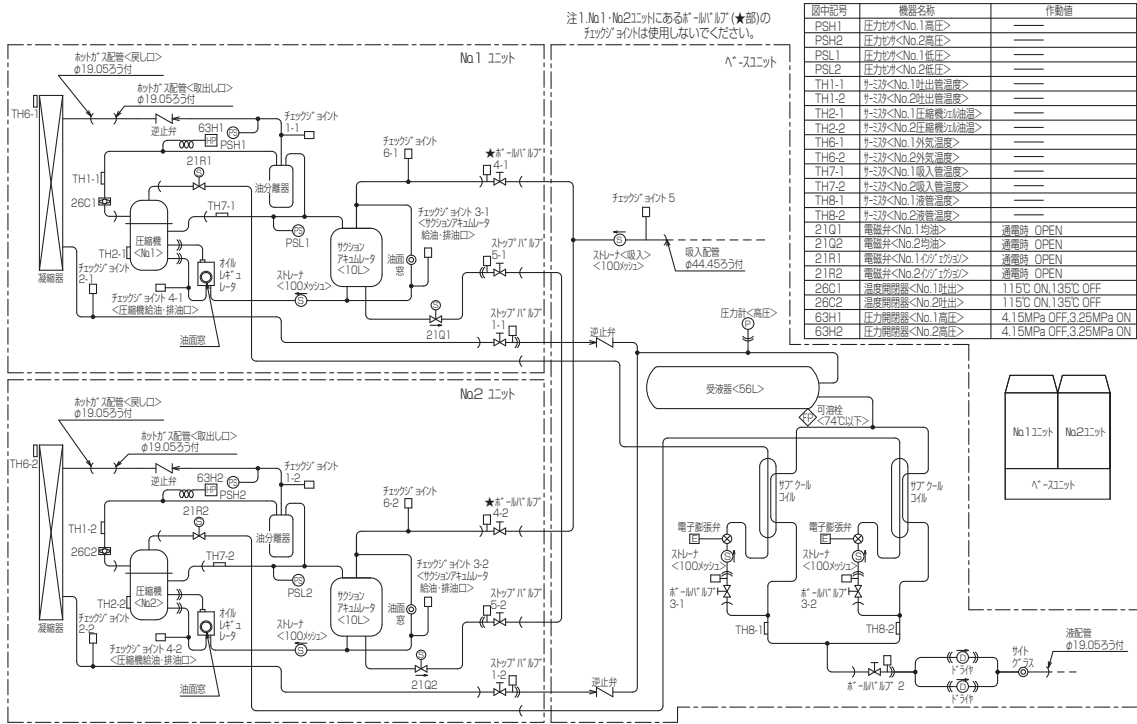 注1.No.1・No.2ユニットにあるボールバルブ(★部)の
チェックジョイントは使用しないでください。
図中記号 機器名称 作動値
PSH1 圧力センサ<No.1高圧> ――
PSH2 圧力センサ<No.2高圧> ――
PSL1 圧力センサ<No.1低圧> ――
PSL2 圧力センサ<No.2低圧> ――
TH1-1 サーミスタ<No.1吐出管温度> ――
TH1-2 サーミスタ<No.2吐出管温度> ――
TH2-1 サーミスタ<No.1圧縮機シェル油温> ――
TH2-2 サーミスタ<No.2圧縮機シェル油温> ――
TH6-1 サーミスタ<No.1外気温度> ――
TH6-2 サーミスタ<No.2外気温度> ――
TH7-1 サーミスタ<No.1吸入管温度> ――
TH7-2 サーミスタ<No.2吸入管温度> ――
TH8-1 サーミスタ<No.1液管温度> ――
TH8-2 サーミスタ<No.2液管温度> ――
21Q1 電磁弁<No.1均油> 通電時 OPEN
21Q2 電磁弁<No.2均油> 通電時 OPEN
21R1 電磁弁<No.1インジェクション> 通電時 OPEN
21R2 電磁弁<No.2インジェクション> 通電時 OPEN
26C1 温度開閉器<No.1吐出> 115℃ ON,135℃ OFF
26C2 温度開閉器<No.2吐出> 115℃ ON,135℃ OFF
63H1 圧力開閉器<No.1高圧> 4.15MPa OFF,3.25MPa ON
63H2 圧力開閉器<No.2高圧> 4.15MPa OFF,3.25MPa ON
No.1 ユニット
ホットガス配管<戻し口>
φ19.05ろう付
ホットガス配管<取出し口>
φ19.05ろう付
TH6-1
逆止弁
63H1
PS
HP
PSH1
チェックジョイント
1-1
21R1
S
油分離器
TH1-1
26C1
TH7-1
PS
PSL1
圧縮機
<No.1>
TH2-1
凝縮器
チェックジョイント
2-1
オイル
レギュ
レータ
チェックジョイント 4-1
<圧縮機給油・排油口>
油面窓
ストレーナ
<100メッシュ>
S
サクション
アキュムレータ
<10L>
チェックジョイント
6-1
★ボールバルブ
4-1
チェックジョイント 3-1
<サクションアキュムレータ
給油・排油口>
油面
窓
ストップバルブ
5-1
S
21Q1
ストップバルブ
1-1
逆止弁
No.2 ユニット
ホットガス配管<戻し口>
φ19.05ろう付
ホットガス配管<取出し口>
φ19.05ろう付
TH6-2
逆止弁
63H2
PS
HP
PSH2
チェックジョイント
1-2
21R2
S
油分離器
TH1-2
26C2
TH7-2
PS
PSL2
圧縮機
<No.2>
TH2-2
凝縮器
チェックジョイント
2-2
オイル
レギュ
レータ
チェックジョイント 4-2
<圧縮機給油・排油口>
油面窓
ストレーナ
<100メッシュ>
S
サクション
アキュムレータ
<10L>
チェックジョイント
6-2
★ボールバルブ
4-2
チェックジョイント 3-2
<サクションアキュムレータ
給油・排油口>
油面
窓
ストップバルブ
5-2
S
21Q2
ストップバルブ
1-2
逆止弁
ベースユニット
チェックジョイント 5
S
ストレーナ<吸入>
<100メッシュ>
吸入配管
φ44.45ろう付
圧力計<高圧>
P
受液器<56L>
FP
可溶栓
<74℃以下>
サブクール
コイル
サブクール
コイル
電子膨張弁
E
ストレーナ
<100メッシュ>
S
ボールバルブ
3-1
電子膨張弁
E
ストレーナ
<100メッシュ>
S
ボールバルブ
3-2
TH8-1
TH8-2
ボールバルブ 2
D
ドライヤ
D
ドライヤ
サイト
グラス
液配管
φ19.05ろう付
No.1ユニット
No.2ユニット
ベースユニット